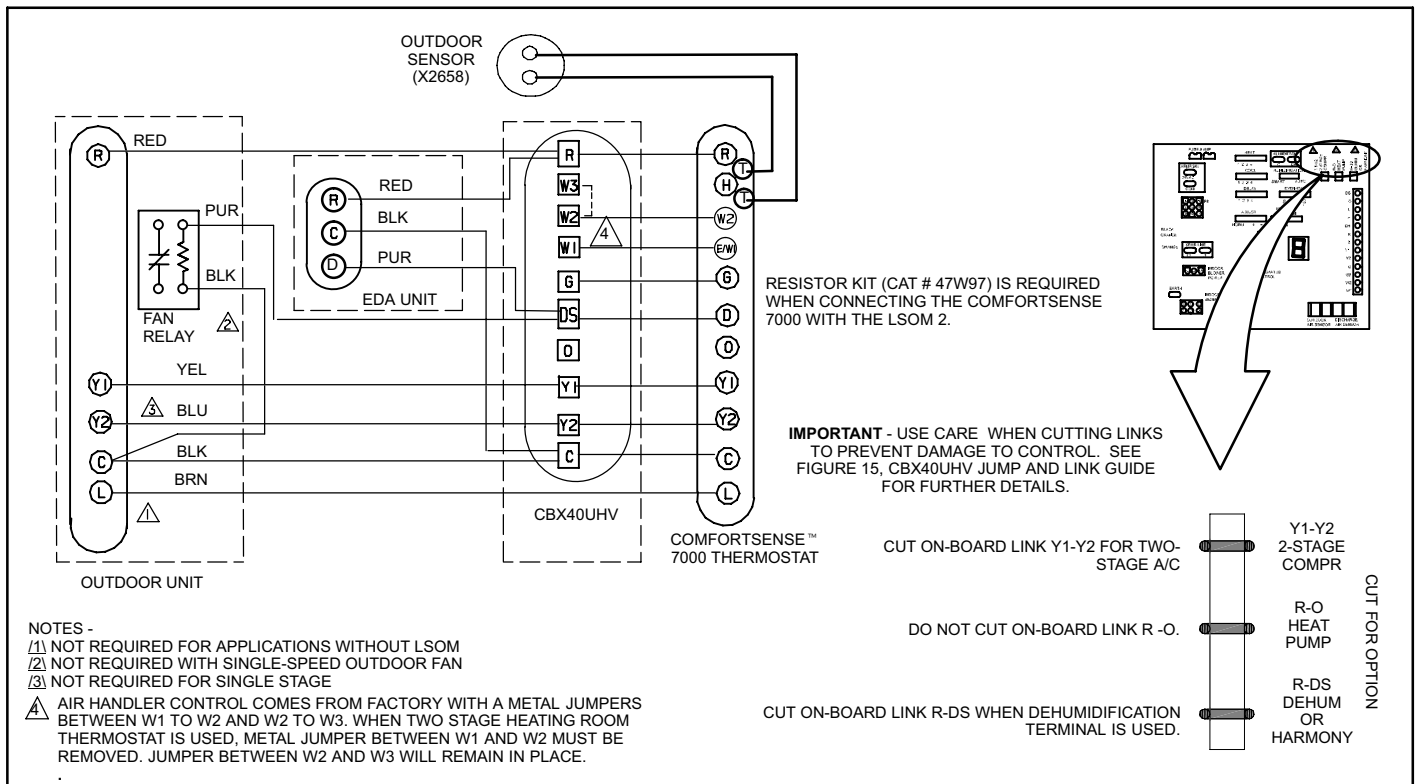 OUTDOOR
SENSOR
(X2658)
RED
R
PUR
BLK
FAN
RELAY
2
YEL
Y1
3
BLU
Y2
BLK
C
BRN
L
1
OUTDOOR UNIT
RED
R
BLK
C
PUR
D
EDA UNIT
R
W3
W2
W1
4
G
DS
O
Y1
Y2
C
CBX40UHV
R
T
H
T
W2
E/W1
G
D
O
Y1
Y2
C
L
COMFORTSENSE™
7000 THERMOSTAT
RESISTOR KIT (CAT # 47W97) IS REQUIRED
WHEN CONNECTING THE COMFORTSENSE
7000 WITH THE LSOM 2.
IMPORTANT - USE CARE WHEN CUTTING LINKS
TO PREVENT DAMAGE TO CONTROL. SEE
FIGURE 15, CBX40UHV JUMP AND LINK GUIDE
FOR FURTHER DETAILS.
CUT ON-BOARD LINK Y1-Y2 FOR TWO-
STAGE A/C
Y1-Y2
2-STAGE
COMPR
DO NOT CUT ON-BOARD LINK R -O.
R-O
HEAT
PUMP
CUT ON-BOARD LINK R-DS WHEN DEHUMIDIFICATION
TERMINAL IS USED.
R-DS
DEHUM
OR
HARMONY
CUT FOR OPTION
NOTES -
/1\ NOT REQUIRED FOR APPLICATIONS WITHOUT LSOM
/2\ NOT REQUIRED WITH SINGLE-SPEED OUTDOOR FAN
/3\ NOT REQUIRED FOR SINGLE STAGE
4 AIR HANDLER CONTROL COMES FROM FACTORY WITH A METAL JUMPERS
BETWEEN W1 TO W2 AND W2 TO W3. WHEN TWO STAGE HEATING ROOM
THERMOSTAT IS USED, METAL JUMPER BETWEEN W1 AND W2 MUST BE
REMOVED. JUMPER BETWEEN W2 AND W3 WILL REMAIN IN PLACE.
.